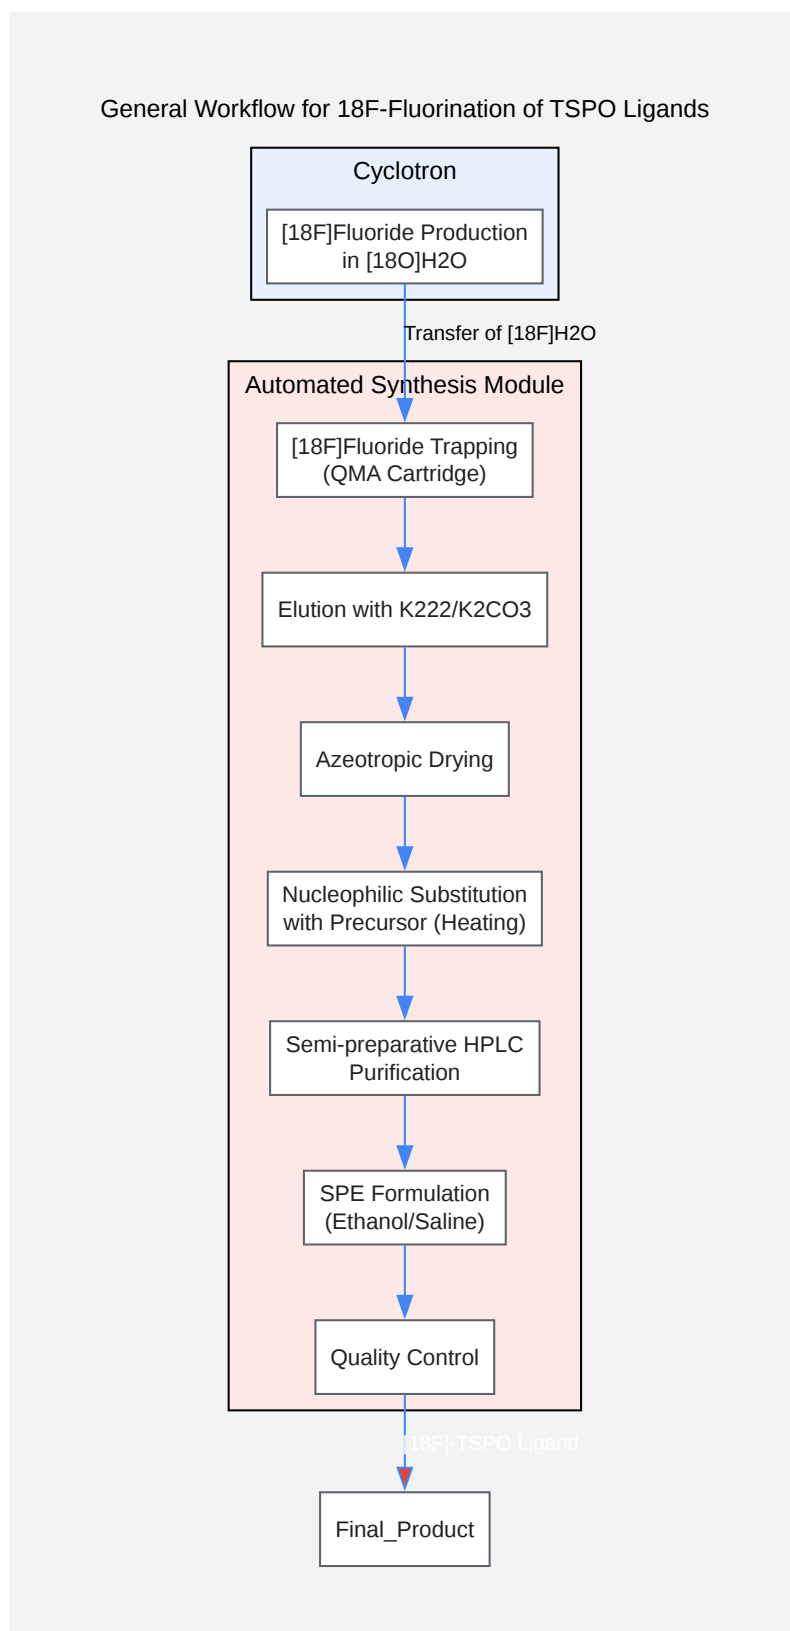 General Workflow for 18F-Fluorination of TSPO Ligands
Cyclotron
[18F]Fluoride Production
in [18O]H2O
Transfer of [18F]H2O
Automated Synthesis Module
[18F]Fluoride Trapping
(QMA Cartridge)
Elution with K222/K2CO3
Azeotropic Drying
Nucleophilic Substitution
with Precursor (Heating)
Semi-preparative HPLC
Purification
SPE Formulation
(Ethanol/Saline)
Quality Control
[18F]-TSPO Ligand
Final_Product